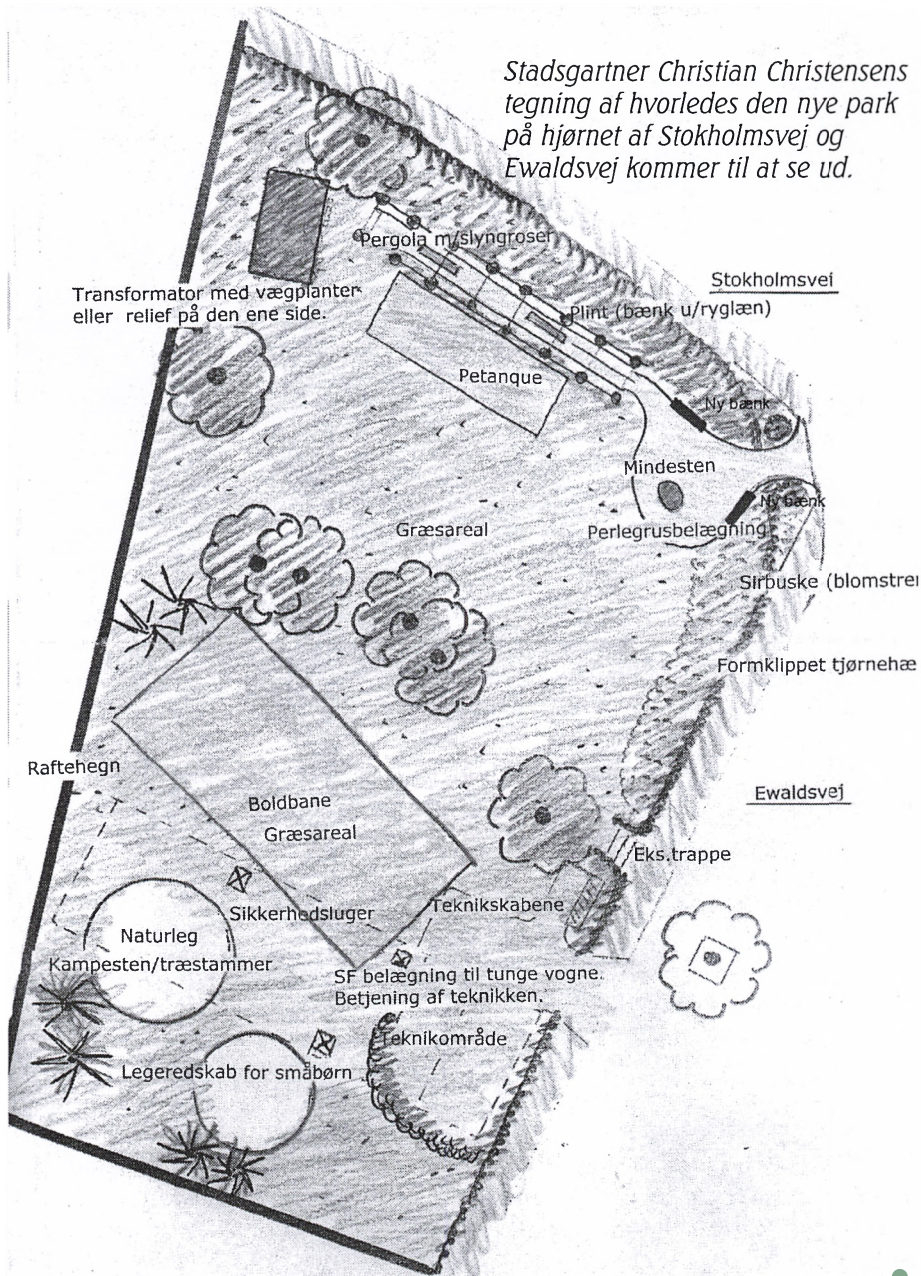 Stadsgartner Christian Christensens
tegning af hvorledes den nye park
på hjørnet af Stokholmsvej og
Ewaldsvej kommer til at se ud.
Pergola m/slyngroser
Stokholmsvej
Transformator med vægplanter
eller relief på den ene side.
Plint (bænk u/ryglæn)
Petanque
Ny bænk
Mindesten
Ny bænk
Græsareal
Perlegrusbelægning
Sirbuske (blomstre
Formklippet tjørnehæ
Raftehegn
Ewaldsvej
Boldbane
Græsareal
Eks.trappe
Sikkerhedsluger
Teknikskabene
Naturleg
Kampesten/træstammer
SF belægning til tunge vogne.
Betjening af teknikken.
Teknikområde
Legeredskab for småbørn